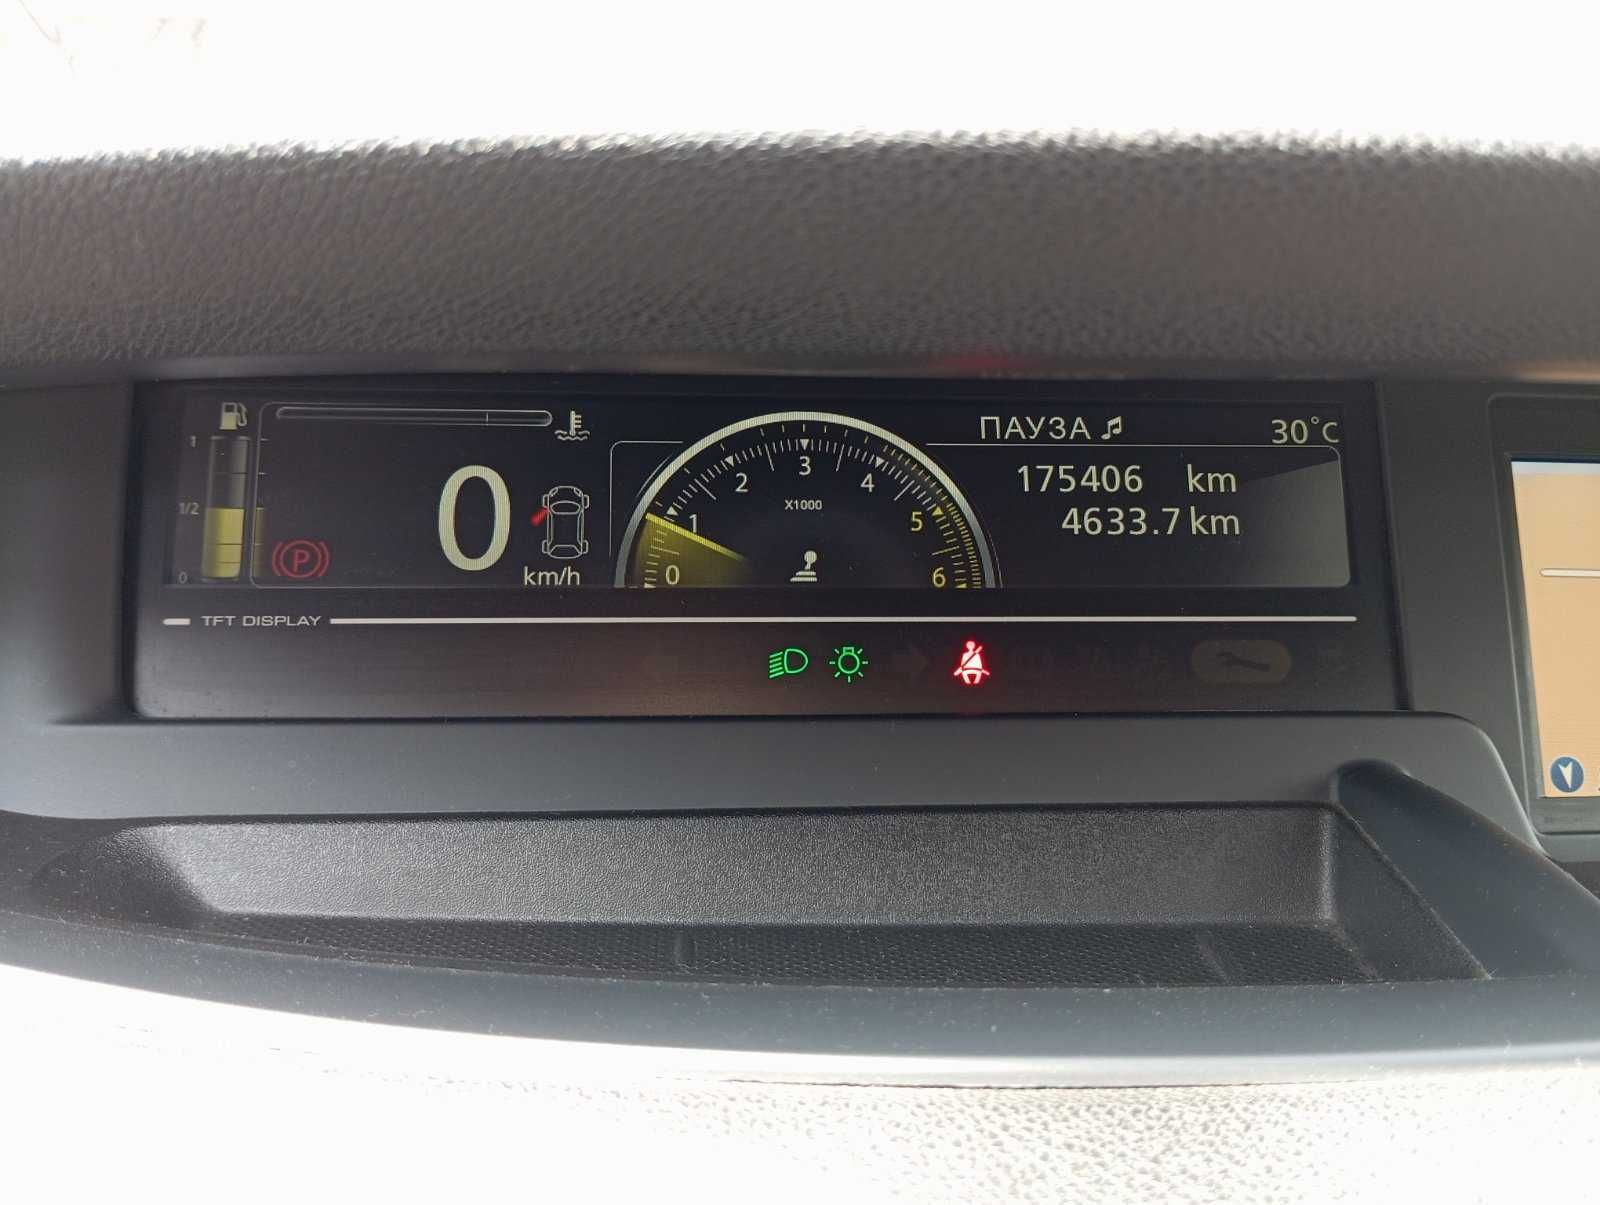 ПАУЗА 30°C
1
175406 km
4633.7 km
1/2
0
P
0
km/h
0 1 2 3 4 5 6
X1000
TFT DISPLAY